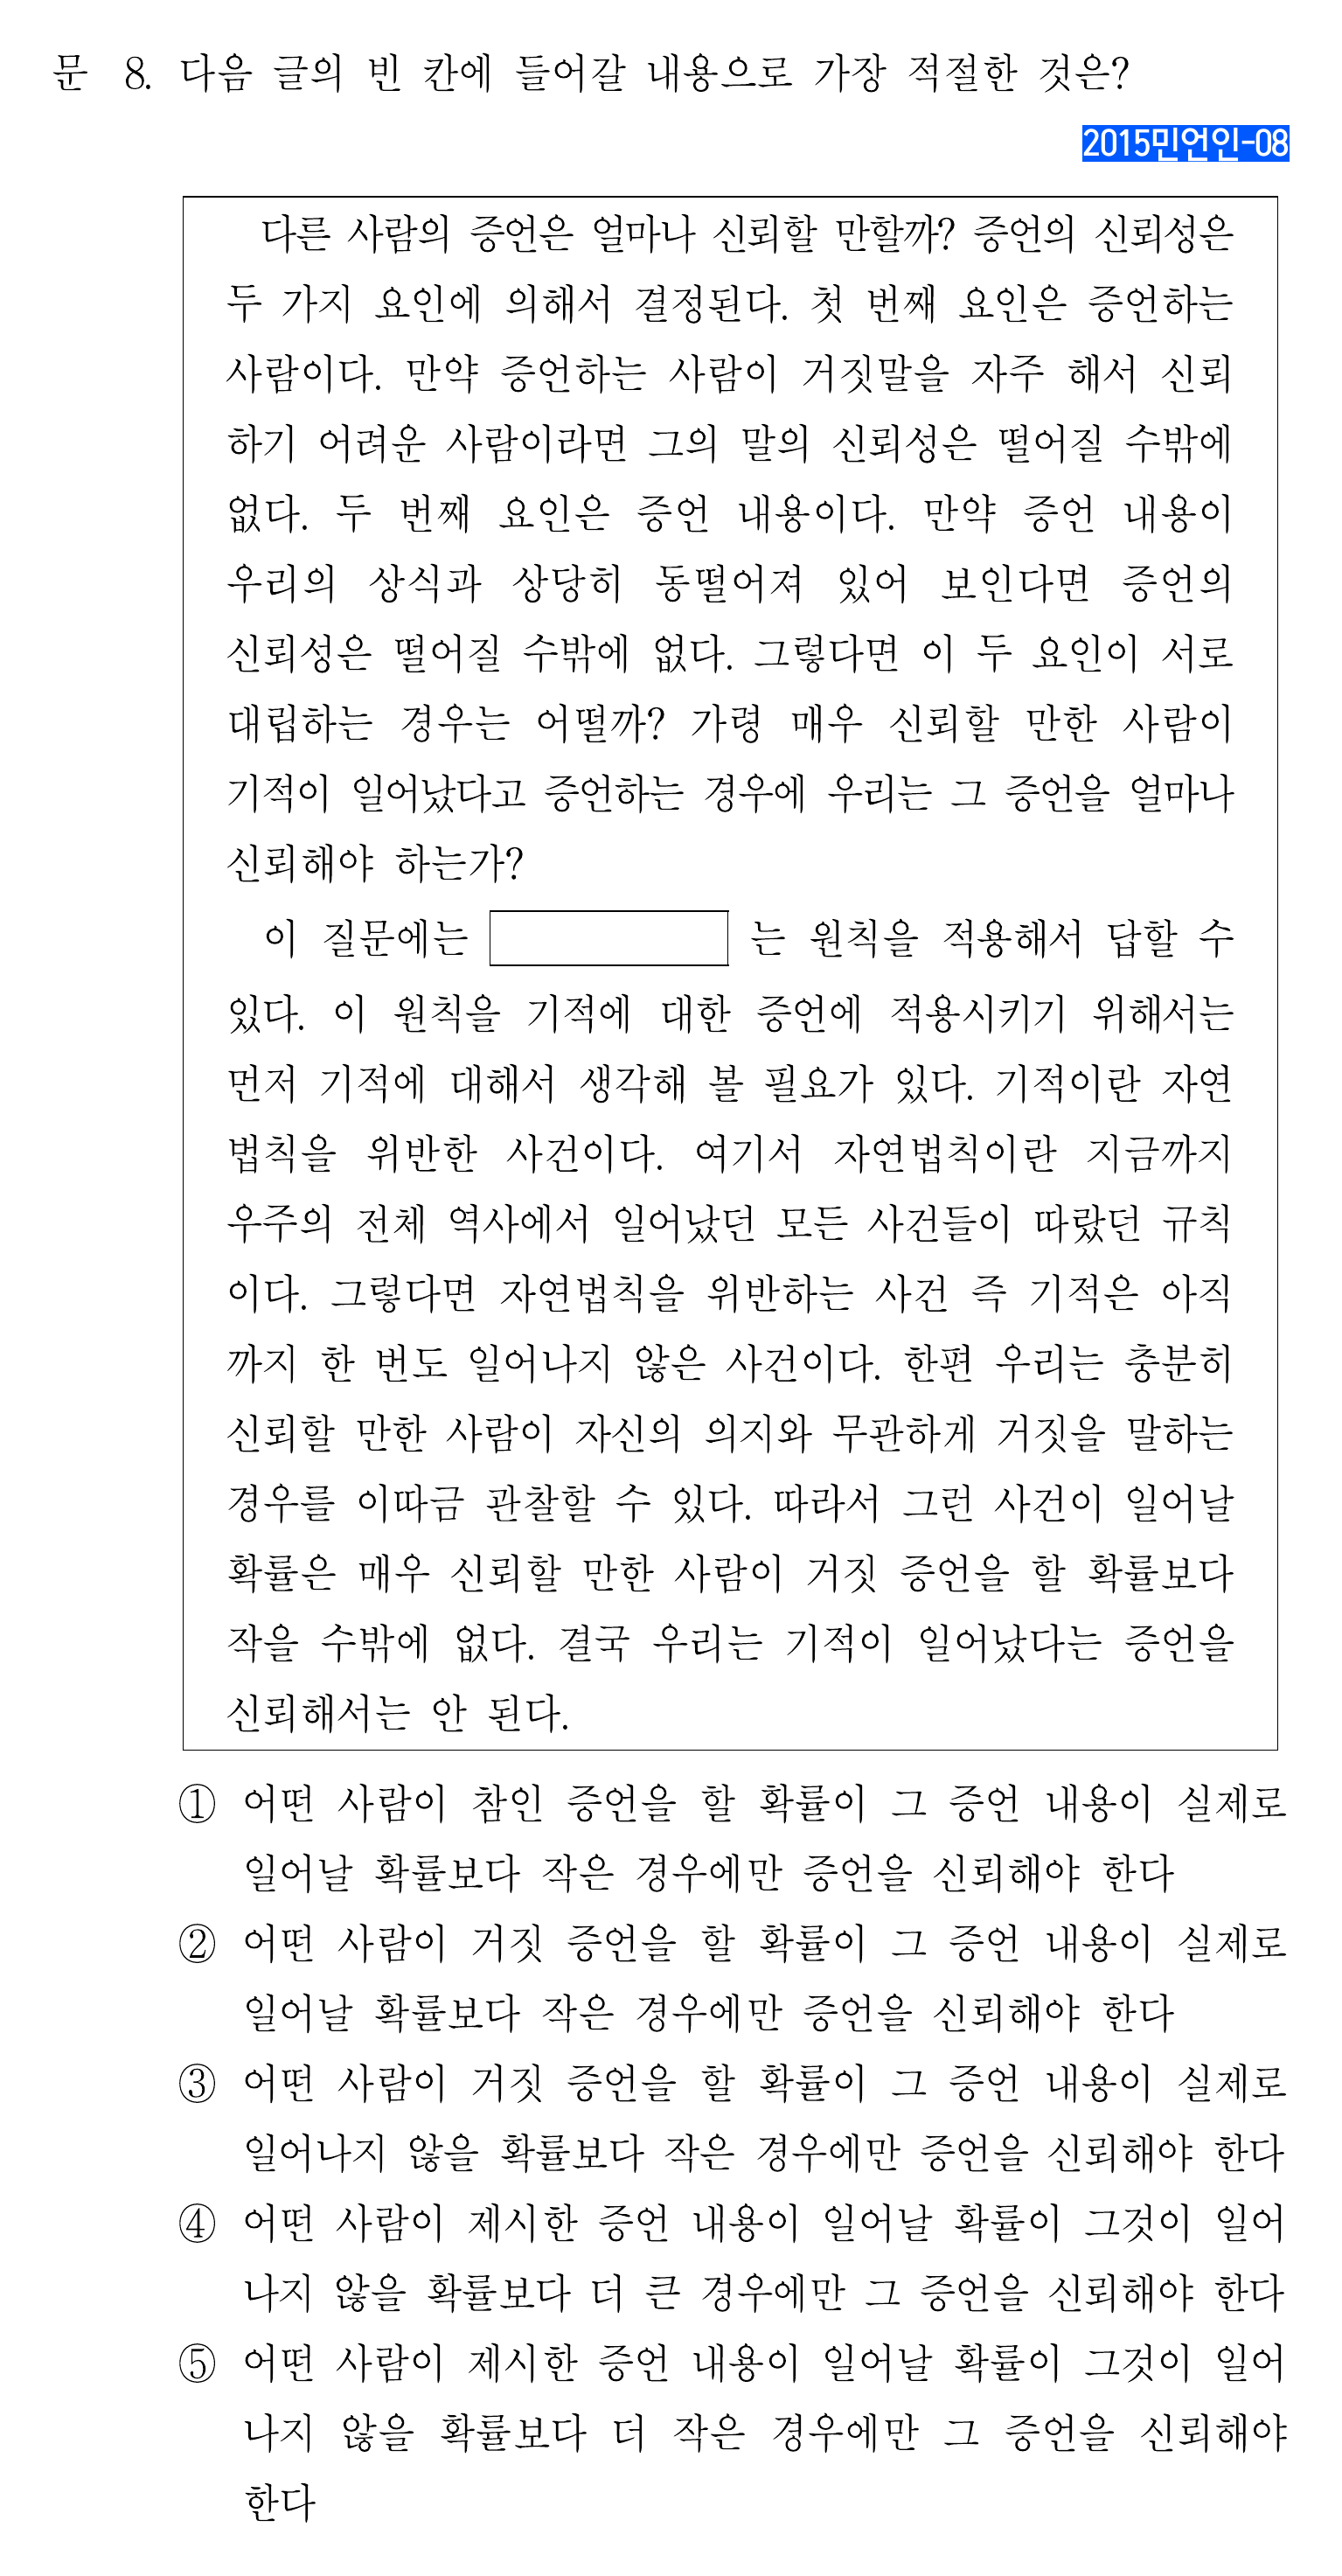 문 8. 다음 글의 빈 칸에 들어갈 내용으로 가장 적절한 것은?
2015민언인-08
다른 사람의 증언은 얼마나 신뢰할 만할까? 증언의 신뢰성은
두 가지 요인에 의해서 결정된다. 첫 번째 요인은 증언하는
사람이다. 만약 증언하는 사람이 거짓말을 자주 해서 신뢰
하기 어려운 사람이라면 그의 말의 신뢰성은 떨어질 수밖에
없다. 두 번째 요인은 증언 내용이다. 만약 증언 내용이
우리의 상식과 상당히 동떨어져 있어 보인다면 증언의
신뢰성은 떨어질 수밖에 없다. 그렇다면 이 두 요인이 서로
대립하는 경우는 어떨까? 가령 매우 신뢰할 만한 사람이
기적이 일어났다고 증언하는 경우에 우리는 그 증언을 얼마나
신뢰해야 하는가?
이 질문에는 는 원칙을 적용해서 답할 수
있다. 이 원칙을 기적에 대한 증언에 적용시키기 위해서는
먼저 기적에 대해서 생각해 볼 필요가 있다. 기적이란 자연
법칙을 위반한 사건이다. 여기서 자연법칙이란 지금까지
우주의 전체 역사에서 일어났던 모든 사건들이 따랐던 규칙
이다. 그렇다면 자연법칙을 위반하는 사건 즉 기적은 아직
까지 한 번도 일어나지 않은 사건이다. 한편 우리는 충분히
신뢰할 만한 사람이 자신의 의지와 무관하게 거짓을 말하는
경우를 이따금 관찰할 수 있다. 따라서 그런 사건이 일어날
확률은 매우 신뢰할 만한 사람이 거짓 증언을 할 확률보다
작을 수밖에 없다. 결국 우리는 기적이 일어났다는 증언을
신뢰해서는 안 된다.
① 어떤 사람이 참인 증언을 할 확률이 그 증언 내용이 실제로
일어날 확률보다 작은 경우에만 증언을 신뢰해야 한다
② 어떤 사람이 거짓 증언을 할 확률이 그 증언 내용이 실제로
일어날 확률보다 작은 경우에만 증언을 신뢰해야 한다
③ 어떤 사람이 거짓 증언을 할 확률이 그 증언 내용이 실제로
일어나지 않을 확률보다 작은 경우에만 증언을 신뢰해야 한다
④ 어떤 사람이 제시한 증언 내용이 일어날 확률이 그것이 일어
나지 않을 확률보다 더 큰 경우에만 그 증언을 신뢰해야 한다
⑤ 어떤 사람이 제시한 증언 내용이 일어날 확률이 그것이 일어
나지 않을 확률보다 더 작은 경우에만 그 증언을 신뢰해야
한다